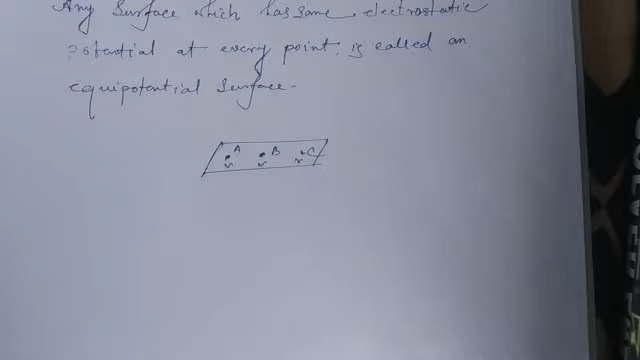 Any Surface which has same electrostatic
potential at every point, is called an
equipotential Surface.
A B C
V V V